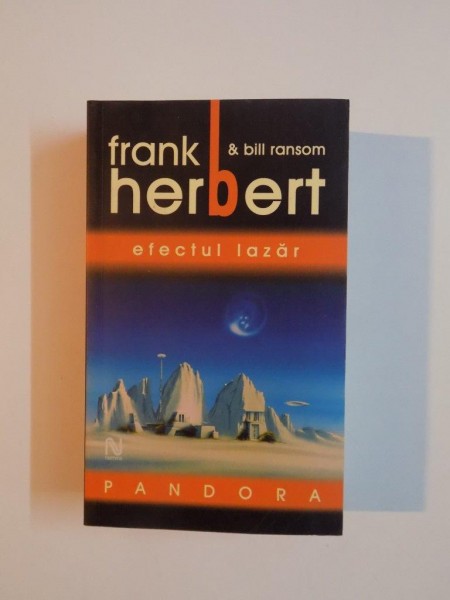 frank
& bill ransom
herbert
efectul lazăr
N
PANDORA